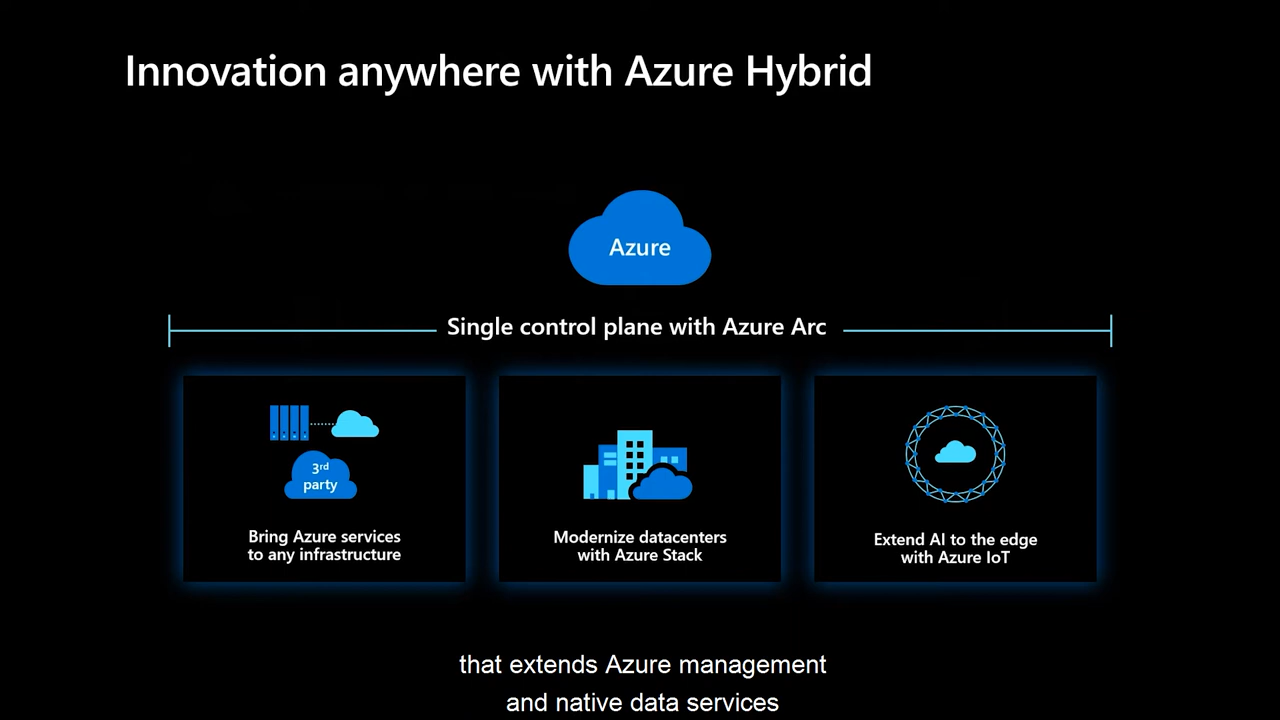 Innovation anywhere with Azure Hybrid
Azure
Single control plane with Azure Arc
3rd
party
Bring Azure services
to any infrastructure
Modernize datacenters
with Azure Stack
Extend AI to the edge
with Azure IoT
that extends Azure management
and native data services